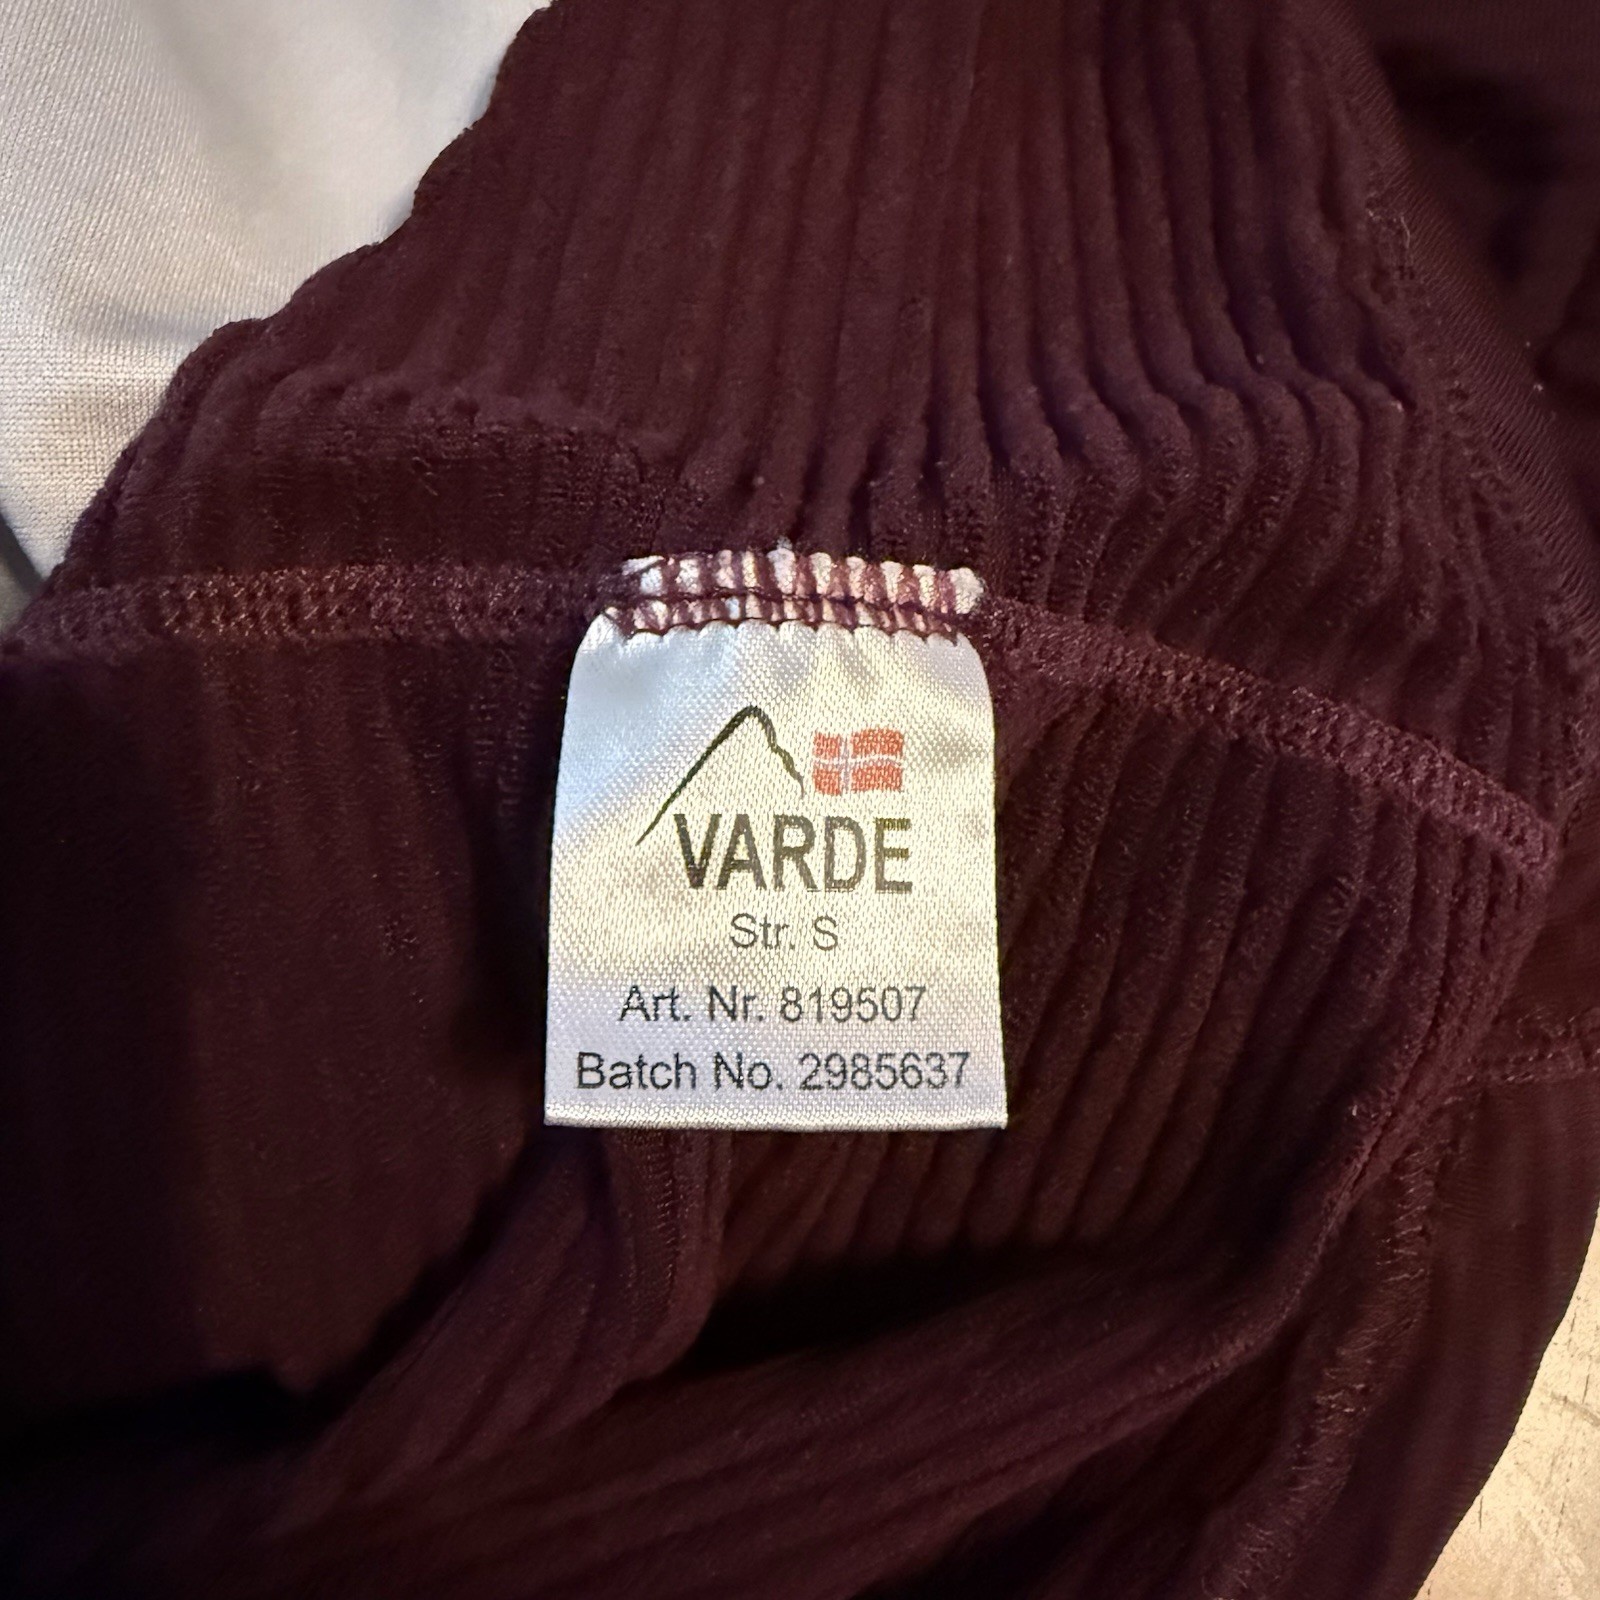 VARDE
Str. S
Art. Nr. 819507
Batch No. 2985637